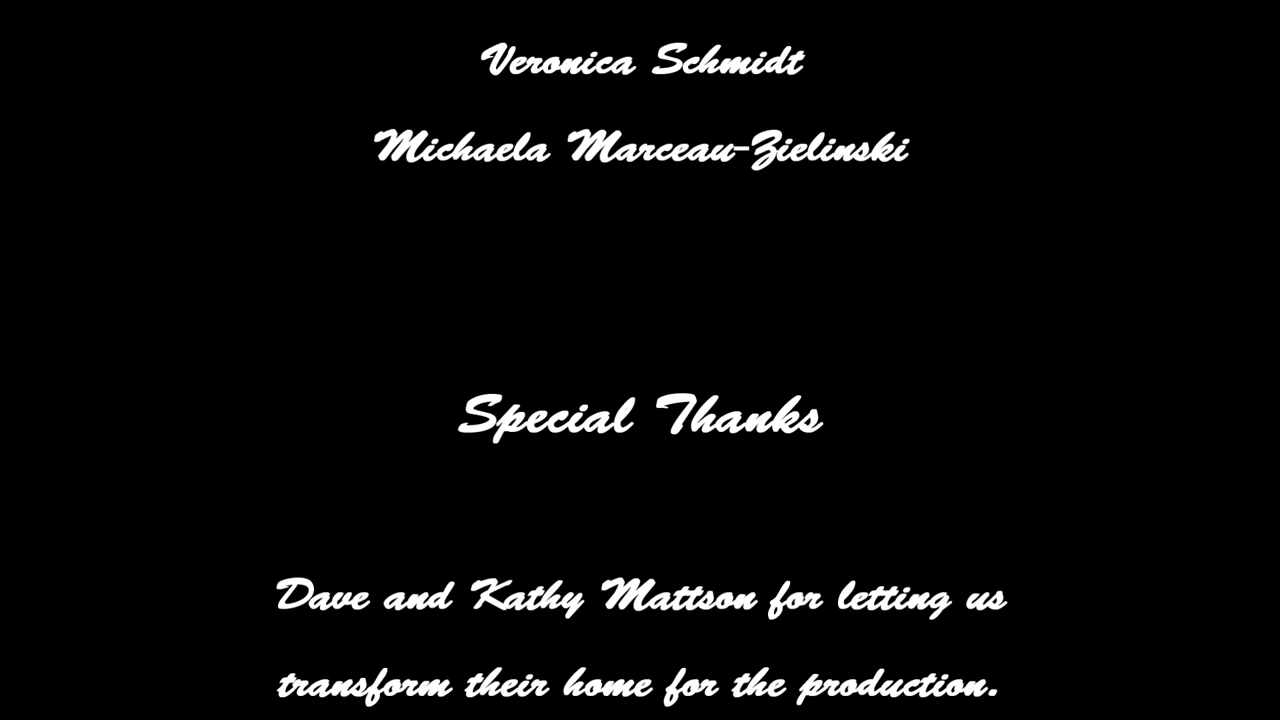 Veronica Schmidt
Michaela Marceau-Zielinski
Special Thanks
Dave and Kathy Mattson for letting us
transform their home for the production.